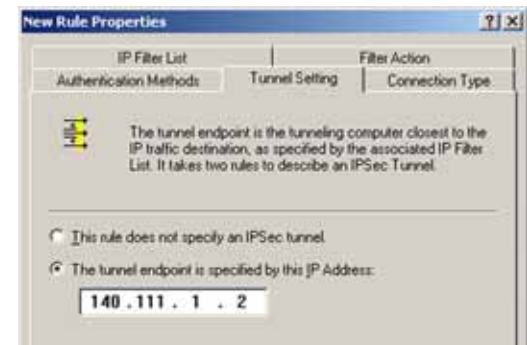 New Rule Properties
? X
IP Filter List
Filter Action
Authentication Methods
Tunnel Setting
Connection Type
The tunnel endpoint is the tunneling computer closest to the
IP traffic destination, as specified by the associated IP Filter
List. It takes two rules to describe an IPSec Tunnel.
This rule does not specify an IPSec tunnel.
The tunnel endpoint is specified by this IP Address:
140 . 111 . 1 . 2